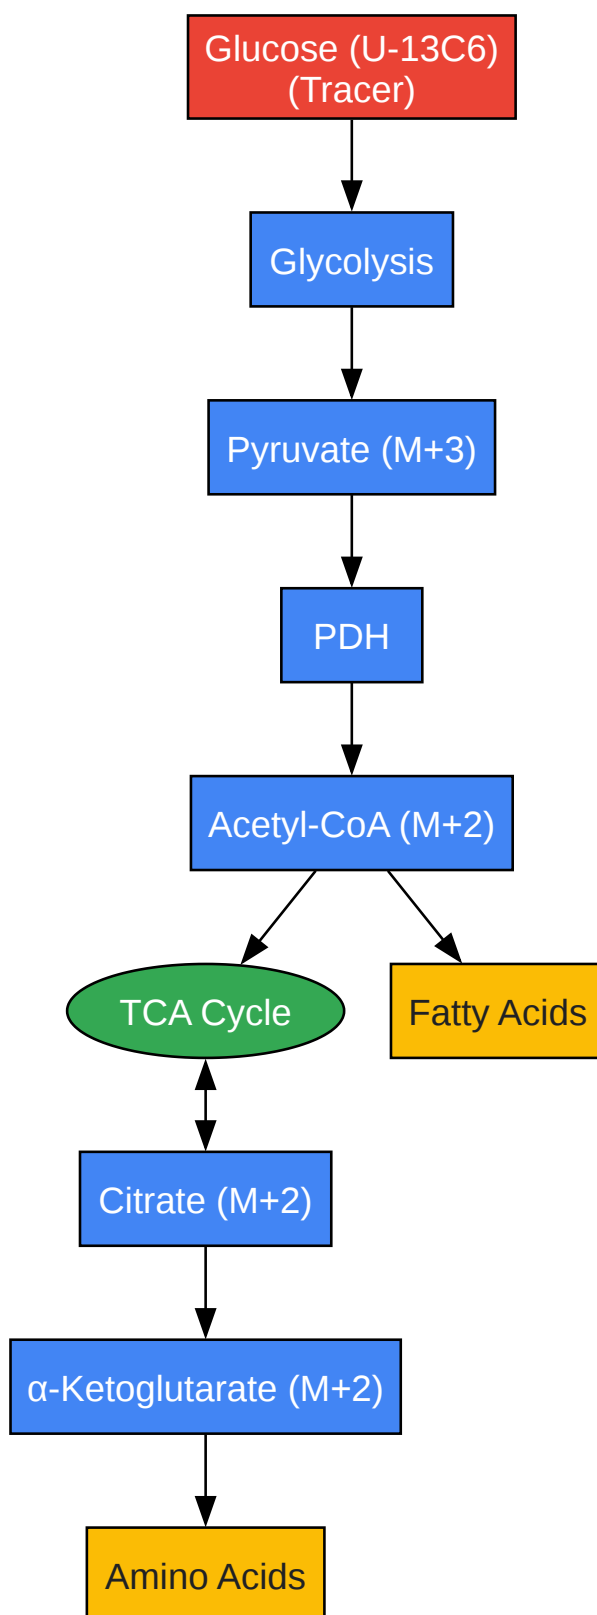 Glucose (U-13C6)
(Tracer)
Glycolysis
Pyruvate (M+3)
PDH
Acetyl-CoA (M+2)
TCA Cycle
Fatty Acids
Citrate (M+2)
α-Ketoglutarate (M+2)
Amino Acids